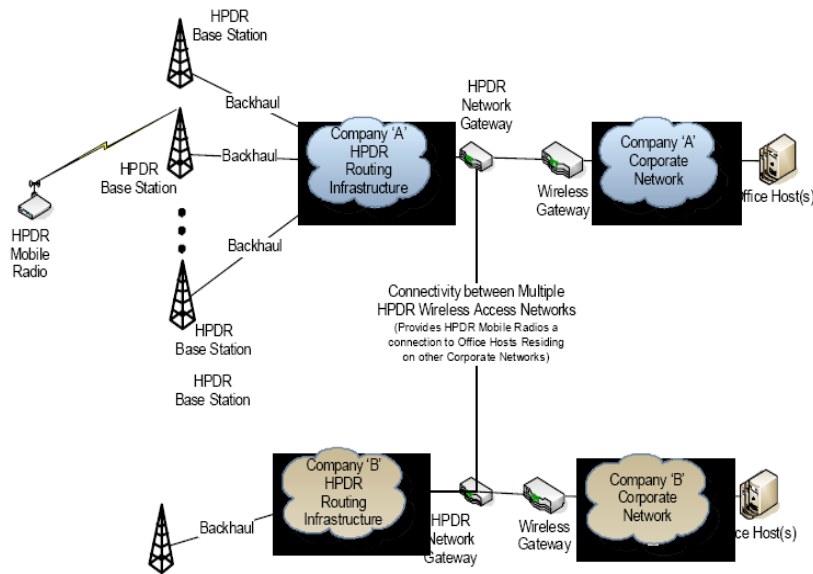 HPDR
Base Station
Backhaul
HPDR
Base Station
Backhaul
Backhaul
HPDR
Mobile
Radio
HPDR
Base Station
HPDR
Base Station
Company 'A'
HPDR
Routing
Infrastructure
HPDR
Network
Gateway
Wireless
Gateway
Company 'A'
Corporate
Network
Office Host(s)
Connectivity between Multiple
HPDR Wireless Access Networks
(Provides HPDR Mobile Radios a
connection to Office Hosts Residing
on other Corporate Networks)
Backhaul
Company 'B'
HPDR
Routing
Infrastructure
HPDR
Network
Gateway
Wireless
Gateway
Company 'B'
Corporate
Network
ice Host(s)